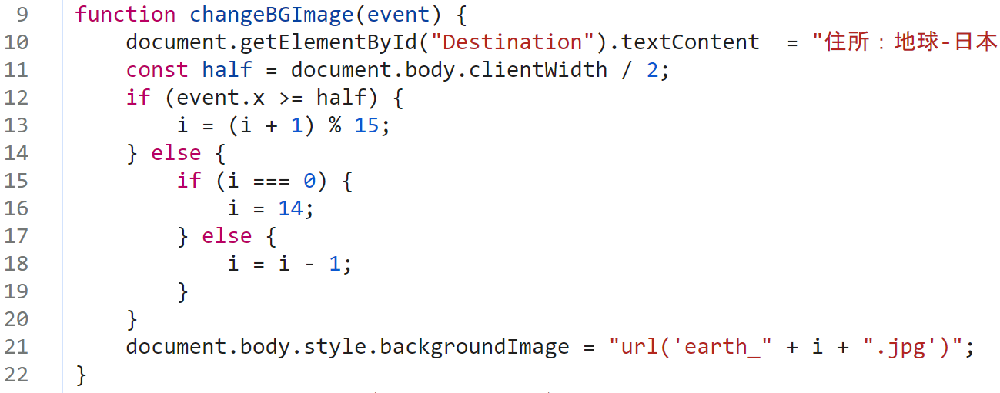 9 function changeBGImage(event) {
10 document.getElementById("Destination").textContent  = "住所：地球-日本
11 const half = document.body.clientWidth / 2;
12 if (event.x >= half) {
13 i = (i + 1) % 15;
14 } else {
15 if (i === 0) {
16 i = 14;
17 } else {
18 i = i - 1;
19 }
20 }
21 document.body.style.backgroundImage = "url('earth_" + i + ".jpg')";
22 }